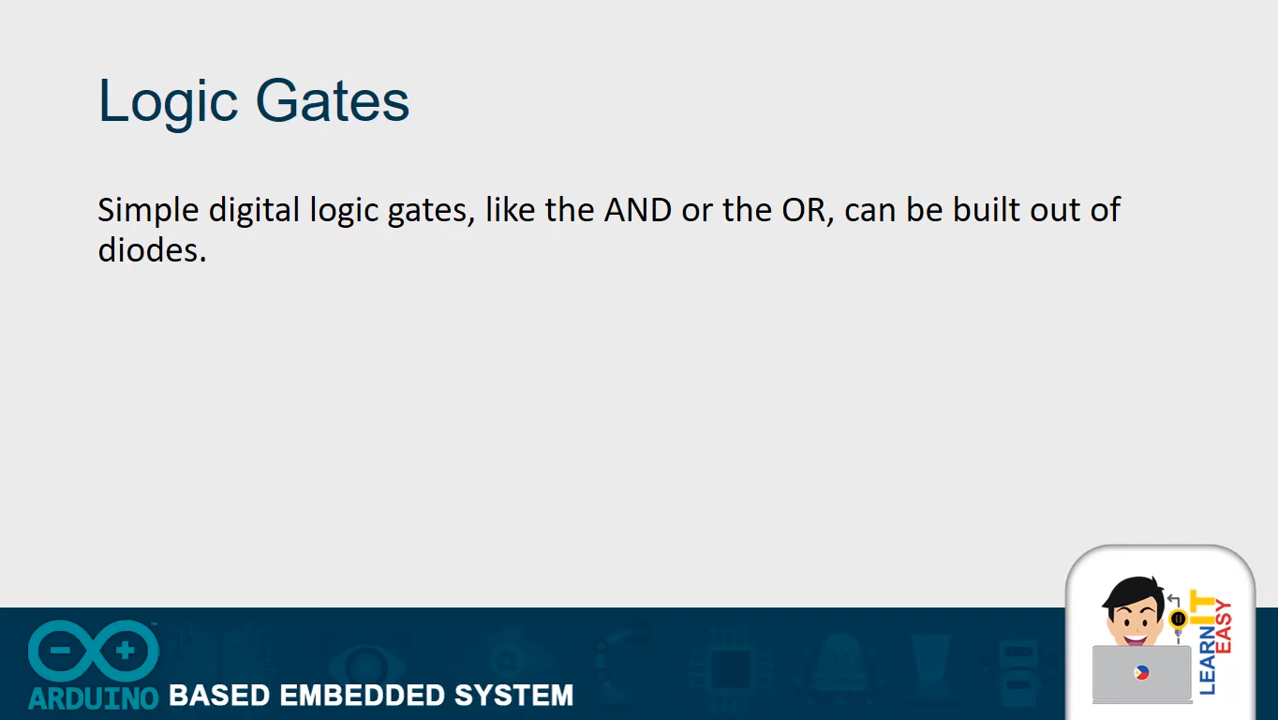 Logic Gates
Simple digital logic gates, like the AND or the OR, can be built out of
diodes.
ARDUINO BASED EMBEDDED SYSTEM
LEARN IT EASY